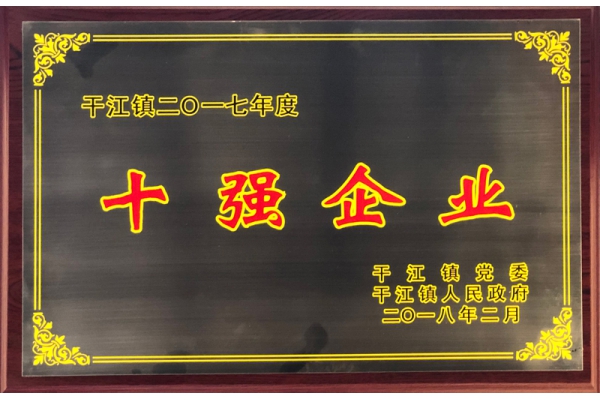 干江镇二〇一七年度
十强企业
干江镇党委
干江镇人民政府
二〇一八年二月